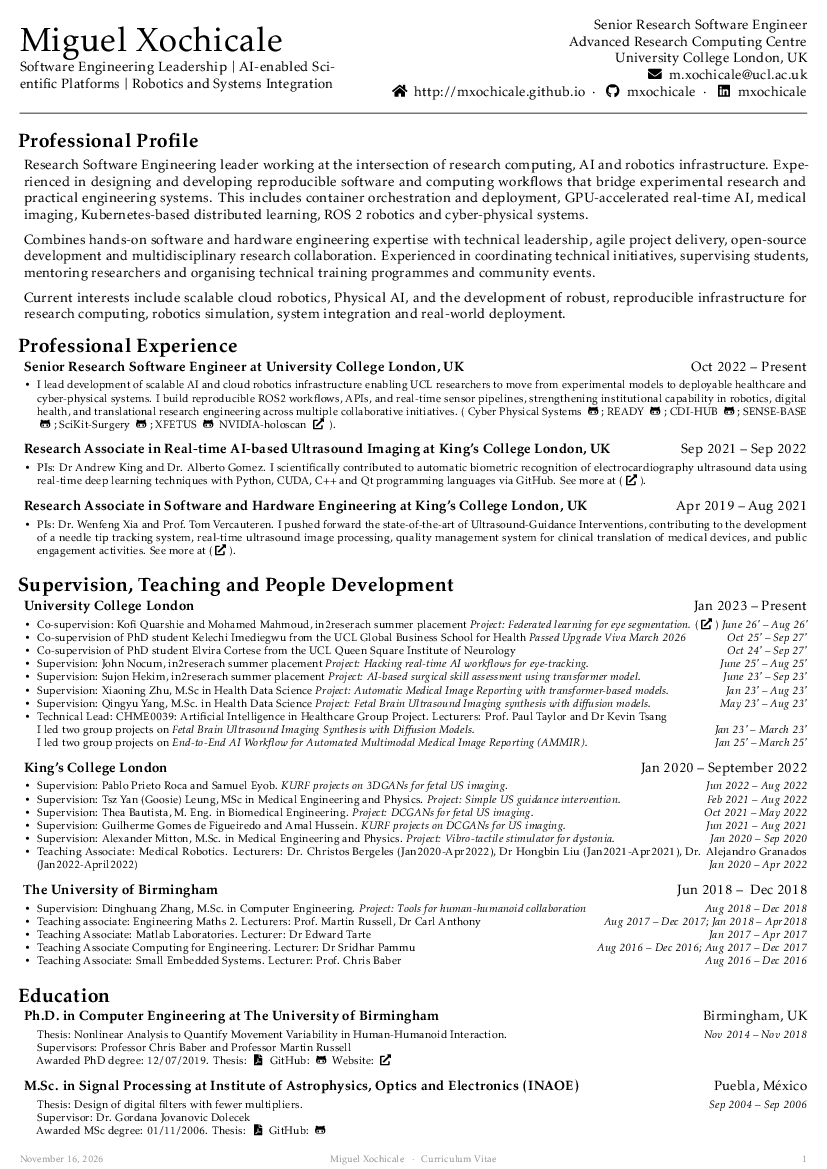 Miguel Xochicale
Software Engineering Leadership | AI-enabled Sci-
entific Platforms | Robotics and Systems Integration
Senior Research Software Engineer
Advanced Research Computing Centre
University College London, UK
m.xochicale@ucl.ac.uk
http://mxochicale.github.io · mxochicale · mxochicale
Professional Profile
Research Software Engineering leader working at the intersection of research computing, AI and robotics infrastructure. Expe-
rienced in designing and developing reproducible software and computing workflows that bridge experimental research and
practical engineering systems. This includes container orchestration and deployment, GPU-accelerated real-time AI, medical
imaging, Kubernetes-based distributed learning, ROS 2 robotics and cyber-physical systems.
Combines hands-on software and hardware engineering expertise with technical leadership, agile project delivery, open-source
development and multidisciplinary research collaboration. Experienced in coordinating technical initiatives, supervising students,
mentoring researchers and organising technical training programmes and community events.
Current interests include scalable cloud robotics, Physical AI, and the development of robust, reproducible infrastructure for
research computing, robotics simulation, system integration and real-world deployment.
Professional Experience
Senior Research Software Engineer at University College London, UK Oct 2022 – Present
• I lead development of scalable AI and cloud robotics infrastructure enabling UCL researchers to move from experimental models to deployable healthcare and
cyber-physical systems. I build reproducible ROS2 workflows, APIs, and real-time sensor pipelines, strengthening institutional capability in robotics, digital
health, and translational research engineering across multiple collaborative initiatives. ( Cyber Physical Systems ; READY ; CDI-HUB ; SENSE-BASE
; SciKit-Surgery ; XFETUS NVIDIA-holoscan ).
Research Associate in Real-time AI-based Ultrasound Imaging at King's College London, UK Sep 2021 – Sep 2022
• PIs: Dr Andrew King and Dr. Alberto Gomez. I scientifically contributed to automatic biometric recognition of electrocardiography ultrasound data using
real-time deep learning techniques with Python, CUDA, C++ and Qt programming languages via GitHub. See more at ( ).
Research Associate in Software and Hardware Engineering at King's College London, UK Apr 2019 – Aug 2021
• PIs: Dr. Wenfeng Xia and Prof. Tom Vercauteren. I pushed forward the state-of-the-art of Ultrasound-Guidance Interventions, contributing to the development
of a needle tip tracking system, real-time ultrasound image processing, quality management system for clinical translation of medical devices, and public
engagement activities. See more at ( ).
Supervision, Teaching and People Development
University College London Jan 2023 – Present
• Co-supervision: Kofi Quarshie and Mohamed Mahmoud, in2reserach summer placement Project: Federated learning for eye segmentation. ( ) June 26' – Aug 26'
• Co-supervision of PhD student Kelechi Imediegwu from the UCL Global Business School for Health Passed Upgrade Viva March 2026 Oct 25' – Sep 27'
• Co-supervision of PhD student Elvira Cortese from the UCL Queen Square Institute of Neurology Oct 24' – Sep 27'
• Supervision: John Nocum, in2reserach summer placement Project: Hacking real-time AI workflows for eye-tracking. June 25' – Aug 25'
• Supervision: Sujon Hekim, in2reserach summer placement Project: AI-based surgical skill assessment using transformer model. June 23' – Sep 23'
• Supervision: Xiaoning Zhu, M.Sc in Health Data Science Project: Automatic Medical Image Reporting with transformer-based models. Jan 23' – Aug 23'
• Supervision: Qingyu Yang, M.Sc in Health Data Science Project: Fetal Brain Ultrasound Imaging synthesis with diffusion models. May 23' – Aug 23'
• Technical Lead: CHME0039: Artificial Intelligence in Healthcare Group Project. Lecturers: Prof. Paul Taylor and Dr Kevin Tsang
I led two group projects on Fetal Brain Ultrasound Imaging Synthesis with Diffusion Models. Jan 23' – March 23'
I led two group projects on End-to-End AI Workflow for Automated Multimodal Medical Image Reporting (AMMIR). Jan 25' – March 25'
King's College London Jan 2020 – September 2022
• Supervision: Pablo Prieto Roca and Samuel Eyob. KURF projects on 3DGANs for fetal US imaging. Jun 2022 – Aug 2022
• Supervision: Tsz Yan (Goosie) Leung, MSc in Medical Engineering and Physics. Project: Simple US guidance intervention. Feb 2021 – Aug 2022
• Supervision: Thea Bautista, M. Eng. in Biomedical Engineering. Project: DCGANs for fetal US imaging. Oct 2021 – May 2022
• Supervision: Guilherme Gomes de Figueiredo and Amal Hussein. KURF projects on DCGANs for US imaging. Jun 2021 – Aug 2021
• Supervision: Alexander Mitton, M.Sc. in Medical Engineering and Physics. Project: Vibro-tactile stimulator for dystonia. Jan 2020 – Sep 2020
• Teaching Associate: Medical Robotics. Lecturers: Dr. Christos Bergeles (Jan2020-Apr2022), Dr Hongbin Liu (Jan2021-Apr2021), Dr. Alejandro Granados
(Jan2022-April2022) Jan 2020 – Apr 2022
The University of Birmingham Jun 2018 – Dec 2018
• Supervision: Dinghuang Zhang, M.Sc. in Computer Engineering. Project: Tools for human-humanoid collaboration Aug 2018 – Dec 2018
• Teaching associate: Engineering Maths 2. Lecturers: Prof. Martin Russell, Dr Carl Anthony Aug 2017 – Dec 2017; Jan 2018 – Apr2018
• Teaching Associate: Matlab Laboratories. Lecturer: Dr Edward Tarte Jan 2017 – Apr 2017
• Teaching Associate Computing for Engineering. Lecturer: Dr Sridhar Pammu Aug 2016 – Dec 2016; Aug 2017 – Dec 2017
• Teaching Associate: Small Embedded Systems. Lecturer: Prof. Chris Baber Aug 2016 – Dec 2016
Education
Ph.D. in Computer Engineering at The University of Birmingham Birmingham, UK
Thesis: Nonlinear Analysis to Quantify Movement Variability in Human-Humanoid Interaction. Nov 2014 – Nov 2018
Supervisors: Professor Chris Baber and Professor Martin Russell
Awarded PhD degree: 12/07/2019. Thesis: GitHub: Website:
M.Sc. in Signal Processing at Institute of Astrophysics, Optics and Electronics (INAOE) Puebla, México
Thesis: Design of digital filters with fewer multipliers. Sep 2004 – Sep 2006
Supervisor: Dr. Gordana Jovanovic Dolecek
Awarded MSc degree: 01/11/2006. Thesis: GitHub:
November 16, 2026 Miguel Xochicale · Curriculum Vitae 1